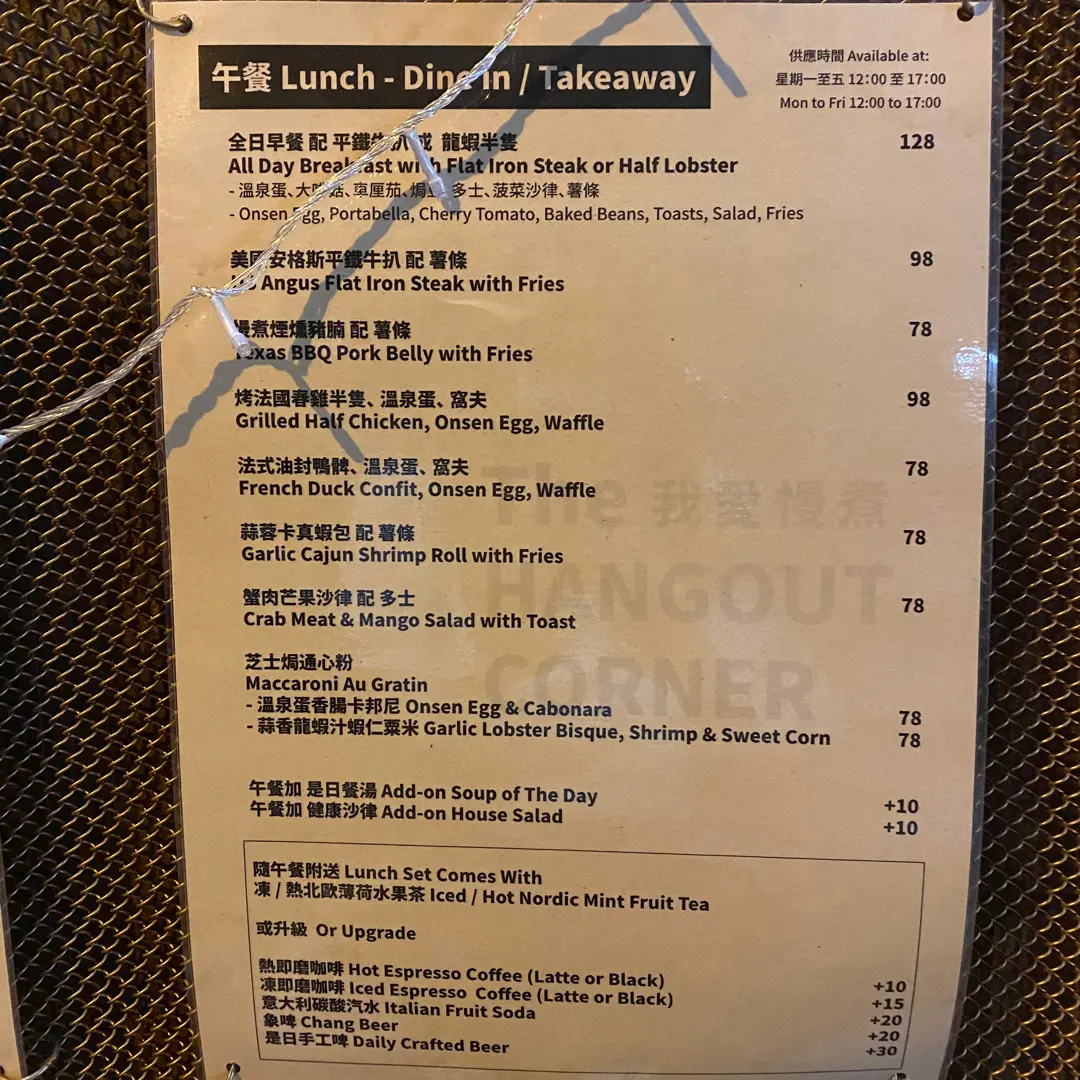 午餐 Lunch - Dine in / Takeaway
供應時間 Available at:
星期一至五 12:00 至 17:00
Mon to Fri 12:00 to 17:00
全日早餐 配 平鐵牛扒 或 龍蝦半隻 128
All Day Breakfast with Flat Iron Steak or Half Lobster
- 溫泉蛋、大啡菇、車厘茄、焗豆、多士、菠菜沙律、薯條
- Onsen Egg, Portabella, Cherry Tomato, Baked Beans, Toasts, Salad, Fries
美國安格斯平鐵牛扒 配 薯條 98
US Angus Flat Iron Steak with Fries
慢煮煙燻豬腩 配 薯條 78
Texas BBQ Pork Belly with Fries
烤法國春雞半隻、溫泉蛋、窩夫 98
Grilled Half Chicken, Onsen Egg, Waffle
法式油封鴨髀、溫泉蛋、窩夫 78
French Duck Confit, Onsen Egg, Waffle
蒜蓉卡真蝦包 配 薯條 78
Garlic Cajun Shrimp Roll with Fries
蟹肉芒果沙律 配 多士 78
Crab Meat & Mango Salad with Toast
芝士焗通心粉
Maccaroni Au Gratin
- 溫泉蛋香腸卡邦尼 Onsen Egg & Cabonara 78
- 蒜香龍蝦汁蝦仁粟米 Garlic Lobster Bisque, Shrimp & Sweet Corn 78
The 我愛慢煮
HANGOUT
CORNER
午餐加 是日餐湯 Add-on Soup of The Day +10
午餐加 健康沙律 Add-on House Salad +10
隨午餐附送 Lunch Set Comes With
凍 / 熱北歐薄荷水果茶 Iced / Hot Nordic Mint Fruit Tea
或升級 Or Upgrade
熱即磨咖啡 Hot Espresso Coffee (Latte or Black) +10
凍即磨咖啡 Iced Espresso Coffee (Latte or Black) +15
意大利碳酸汽水 Italian Fruit Soda +20
象啤 Chang Beer +20
是日手工啤 Daily Crafted Beer +30